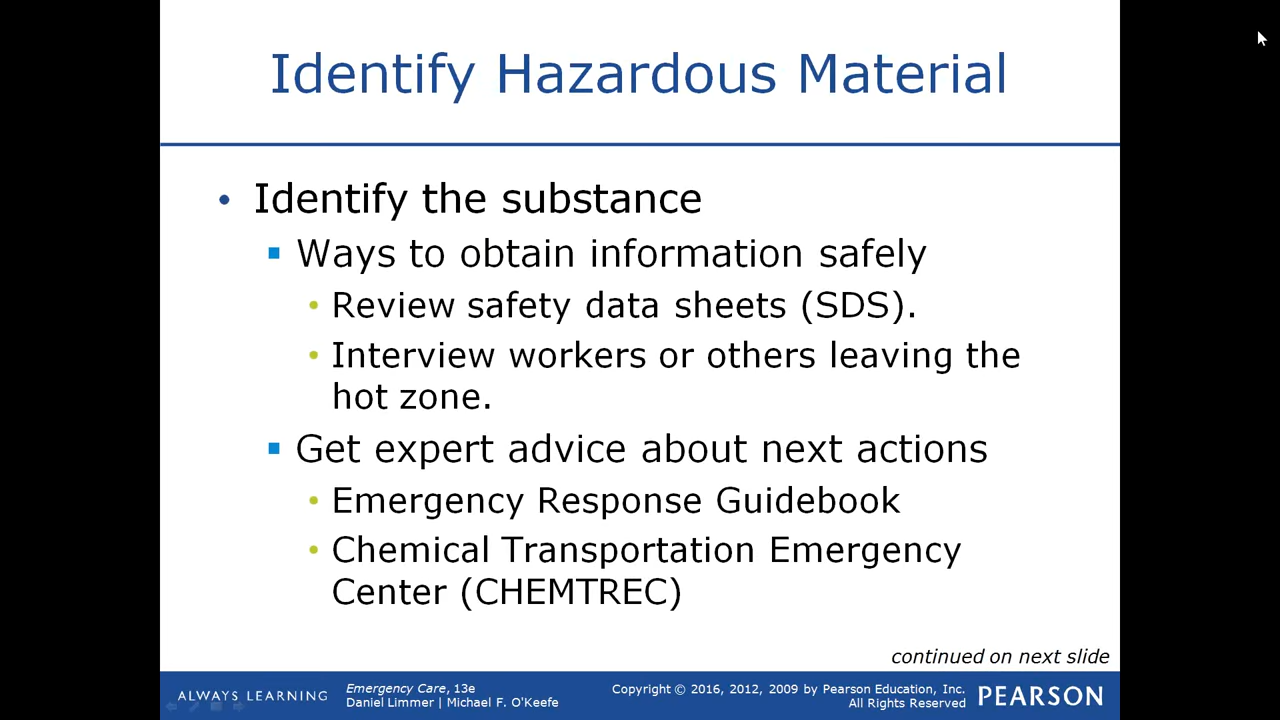 Identify Hazardous Material
• Identify the substance
▪ Ways to obtain information safely
• Review safety data sheets (SDS).
• Interview workers or others leaving the
hot zone.
▪ Get expert advice about next actions
• Emergency Response Guidebook
• Chemical Transportation Emergency
Center (CHEMTREC)
continued on next slide
ALWAYS LEARNING
Emergency Care, 13e
Daniel Limmer | Michael F. O'Keefe
Copyright © 2016, 2012, 2009 by Pearson Education, Inc.
All Rights Reserved
PEARSON